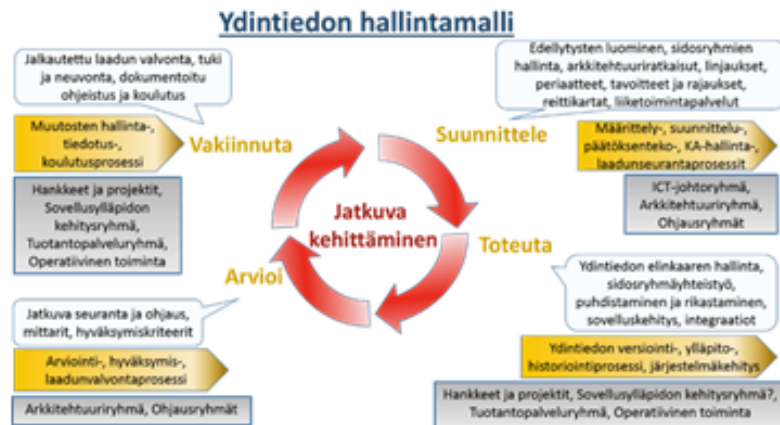 Ydintiedon hallintamalli
Jalkautettu laadun valvonta, tuki
ja neuvonta, dokumentoitu
ohjeistus ja koulutus
Muutosten hallinta-,
tiedotus-,
koulutusprosessi
Vakiinnuta
Hankkeet ja projektit,
Sovellusylläpidon
kehitysryhmä,
Tuotantopalveluryhmä,
Operatiivinen toiminta
Edellytysten luominen, sidosryhmien
hallinta, arkkitehtuuriratkaisut, linjaukset,
periaatteet, tavoitteet ja rajaukset,
reittikartat, liiketoimintapalvelut
Suunnittele
Määrittely-, suunnittelu-,
päätöksenteko-, KA-hallinta-,
laadunseurantaprosessit
ICT-johtoryhmä,
Arkkitehtuuriryhmä,
Ohjausryhmät
Jatkuva
kehittäminen
Arvioi
Jatkuva seuranta ja ohjaus,
mittarit, hyväksymiskriteerit
Arviointi-, hyväksymis-,
laadunvalvontaprosessi
Arkkitehtuuriryhmä, Ohjausryhmät
Toteuta
Ydintiedon elinkaaren hallinta,
sidosryhmäyhteistyö,
puhdistaminen ja rikastaminen,
sovelluskehitys, integraatiot
Ydintiedon versiointi-, ylläpito-,
historiointiprosessi, järjestelmäkehitys
Hankkeet ja projektit, Sovellusylläpidon kehitysryhmä?,
Tuotantopalveluryhmä, Operatiivinen toiminta